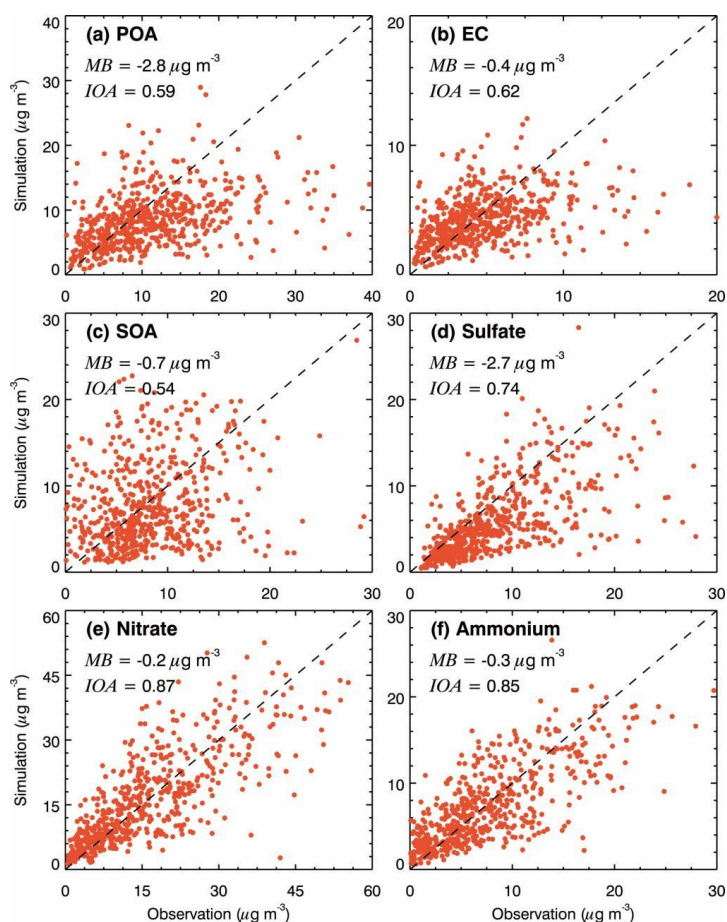 (a) POA
MB = -2.8 µg m⁻³
IOA = 0.59
Simulation (µg m⁻³)
40
30
20
10
0
0 10 20 30 40
(b) EC
MB = -0.4 µg m⁻³
IOA = 0.62
20
10
0
0 10 20
(c) SOA
MB = -0.7 µg m⁻³
IOA = 0.54
Simulation (µg m⁻³)
30
20
10
0
0 10 20 30
(d) Sulfate
MB = -2.7 µg m⁻³
IOA = 0.74
30
20
10
0
0 10 20 30
(e) Nitrate
MB = -0.2 µg m⁻³
IOA = 0.87
Simulation (µg m⁻³)
60
45
30
15
0
0 15 30 45 60
Observation (µg m⁻³)
(f) Ammonium
MB = -0.3 µg m⁻³
IOA = 0.85
30
20
10
0
0 10 20 30
Observation (µg m⁻³)